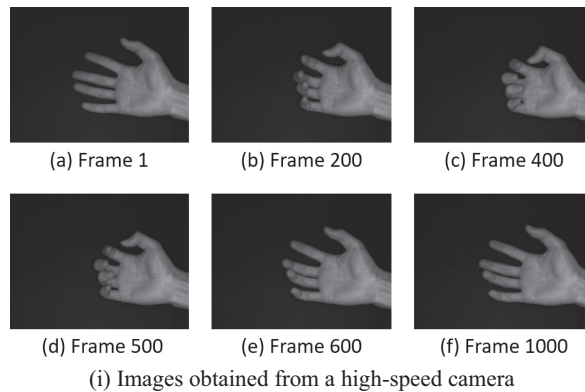 (a) Frame 1
(b) Frame 200
(c) Frame 400
(d) Frame 500
(e) Frame 600
(f) Frame 1000
(i) Images obtained from a high-speed camera